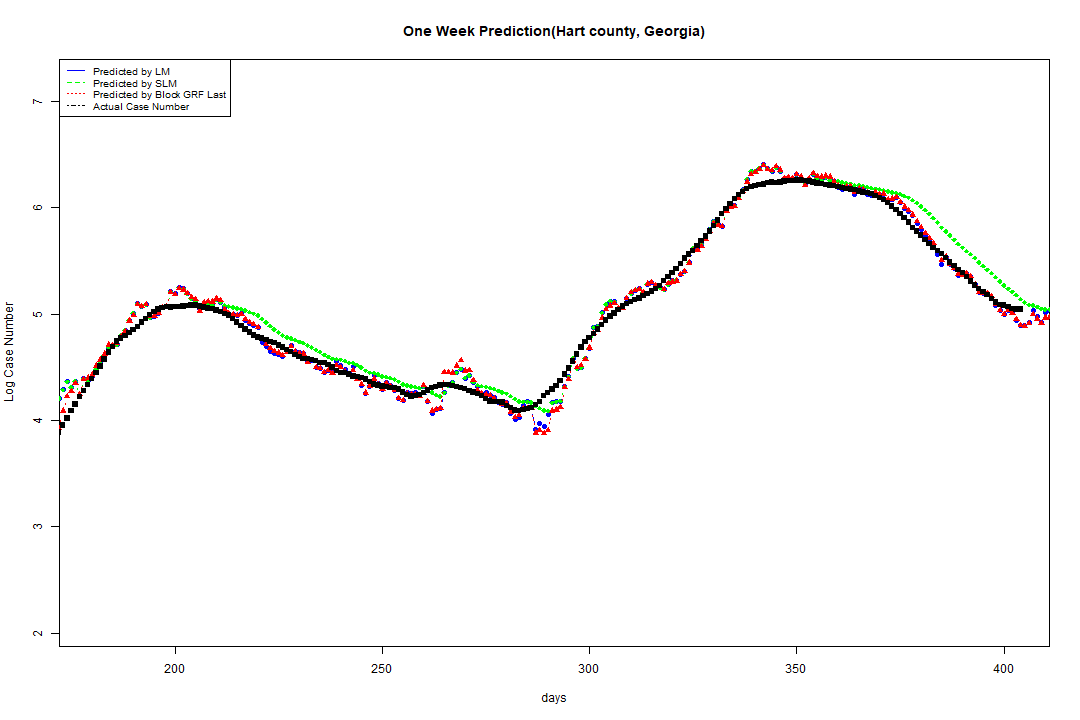 One Week Prediction(Hart county, Georgia)
Predicted by LM
Predicted by SLM
Predicted by Block GRF Last
Actual Case Number
7
6
5
4
3
2
Log Case Number
200 250 300 350 400
days